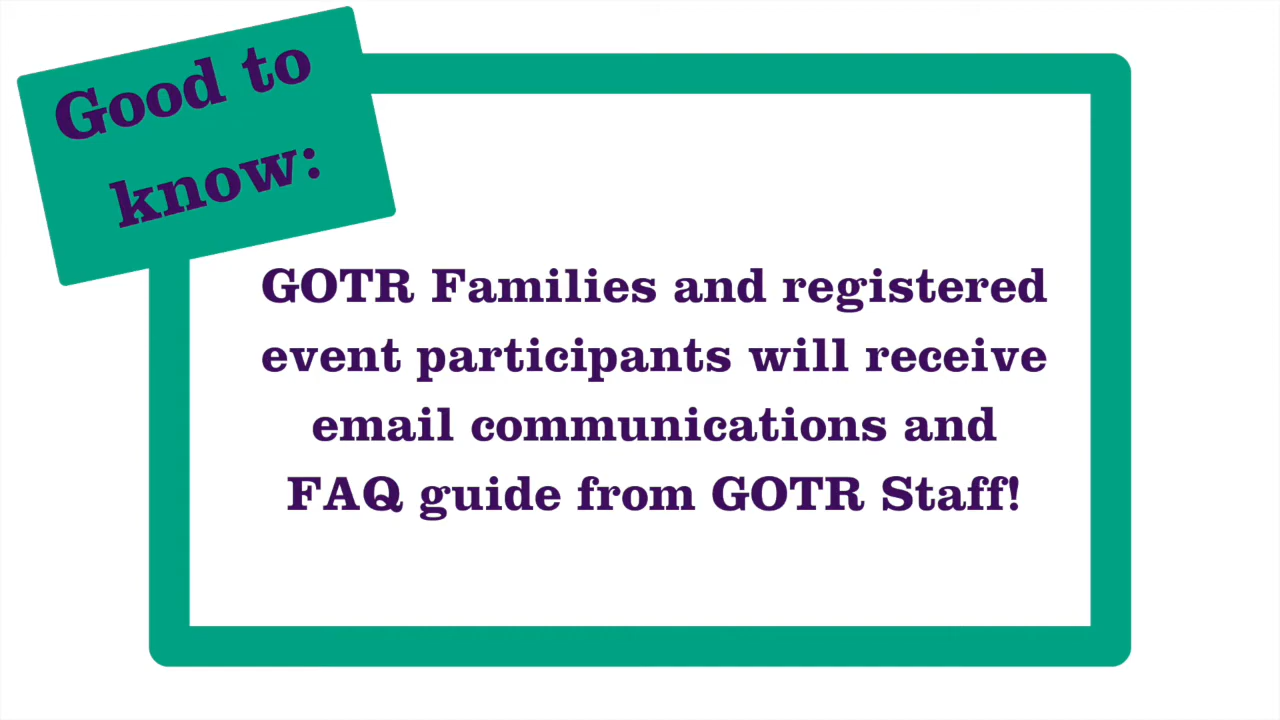 Good to
know:
GOTR Families and registered
event participants will receive
email communications and
FAQ guide from GOTR Staff!